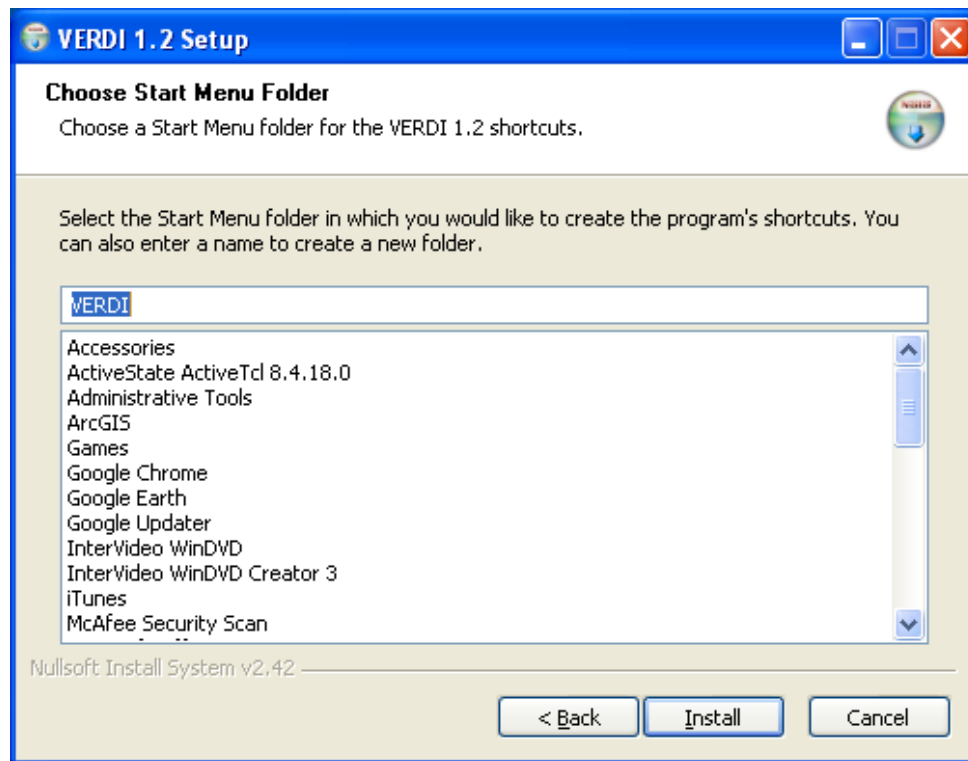 VERDI 1.2 Setup
Choose Start Menu Folder
Choose a Start Menu folder for the VERDI 1.2 shortcuts.
Select the Start Menu folder in which you would like to create the program's shortcuts. You
can also enter a name to create a new folder.
VERDI
Accessories
ActiveState ActiveTcl 8.4.18.0
Administrative Tools
ArcGIS
Games
Google Chrome
Google Earth
Google Updater
InterVideo WinDVD
InterVideo WinDVD Creator 3
iTunes
McAfee Security Scan
Nullsoft Install System v2.42
< Back Install Cancel